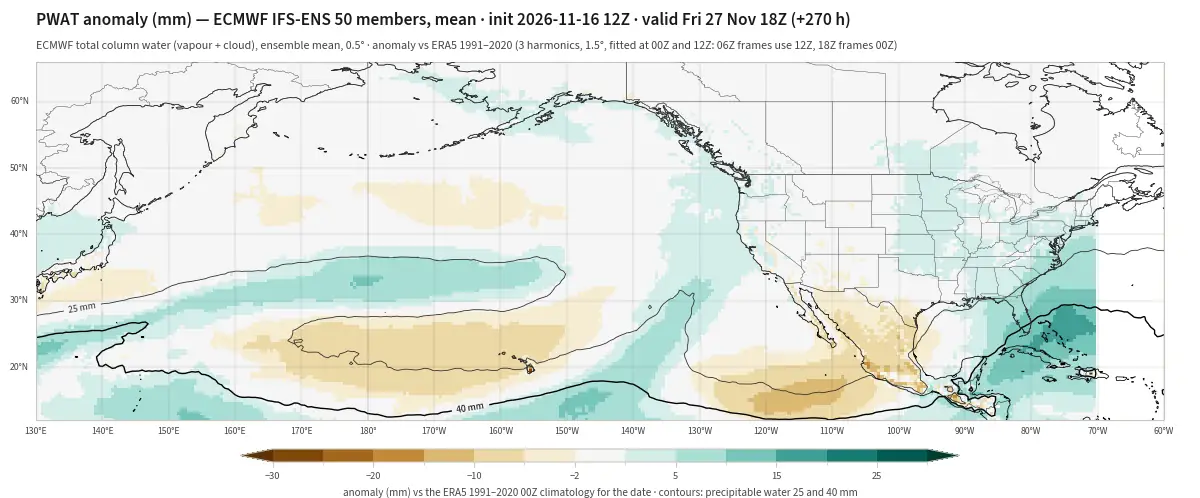 PWAT anomaly (mm) — ECMWF IFS-ENS 50 members, mean · init 2026-11-16 12Z · valid Fri 27 Nov 18Z (+270 h)
ECMWF total column water (vapour + cloud), ensemble mean, 0.5° · anomaly vs ERA5 1991–2020 (3 harmonics, 1.5°, fitted at 00Z and 12Z: 06Z frames use 12Z, 18Z frames 00Z)
60°N
50°N
40°N
30°N
20°N
25 mm
40 mm
130°E 140°E 150°E 160°E 170°E 180° 170°W 160°W 150°W 140°W 130°W 120°W 110°W 100°W 90°W 80°W 70°W 60°W
−30 −20 −10 −2 5 15 25
anomaly (mm) vs the ERA5 1991–2020 00Z climatology for the date · contours: precipitable water 25 and 40 mm